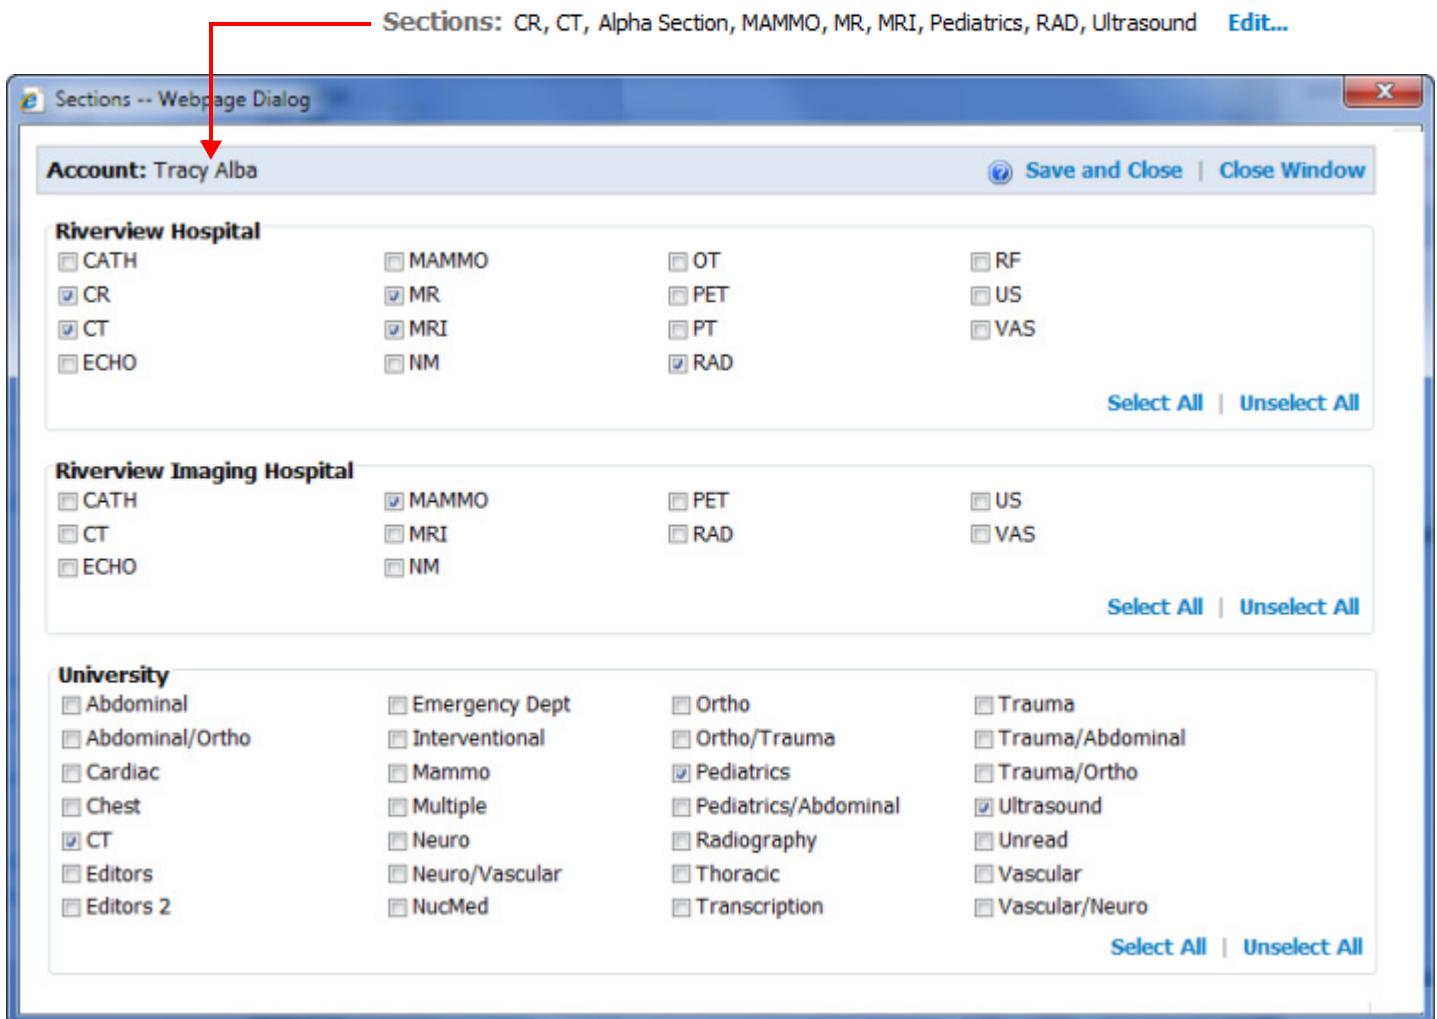 Sections: CR, CT, Alpha Section, MAMMO, MR, MRI, Pediatrics, RAD, Ultrasound Edit...
Sections -- Webpage Dialog
Account: Tracy Alba Save and Close | Close Window
Riverview Hospital
CATH MAMMO OT RF
CR MR PET US
CT MRI PT VAS
ECHO NM RAD
Select All | Unselect All
Riverview Imaging Hospital
CATH MAMMO PET US
CT MRI RAD VAS
ECHO NM
Select All | Unselect All
University
Abdominal Emergency Dept Ortho Trauma
Abdominal/Ortho Interventional Ortho/Trauma Trauma/Abdominal
Cardiac Mammo Pediatrics Trauma/Ortho
Chest Multiple Pediatrics/Abdominal Ultrasound
CT Neuro Radiography Unread
Editors Neuro/Vascular Thoracic Vascular
Editors 2 NucMed Transcription Vascular/Neuro
Select All | Unselect All